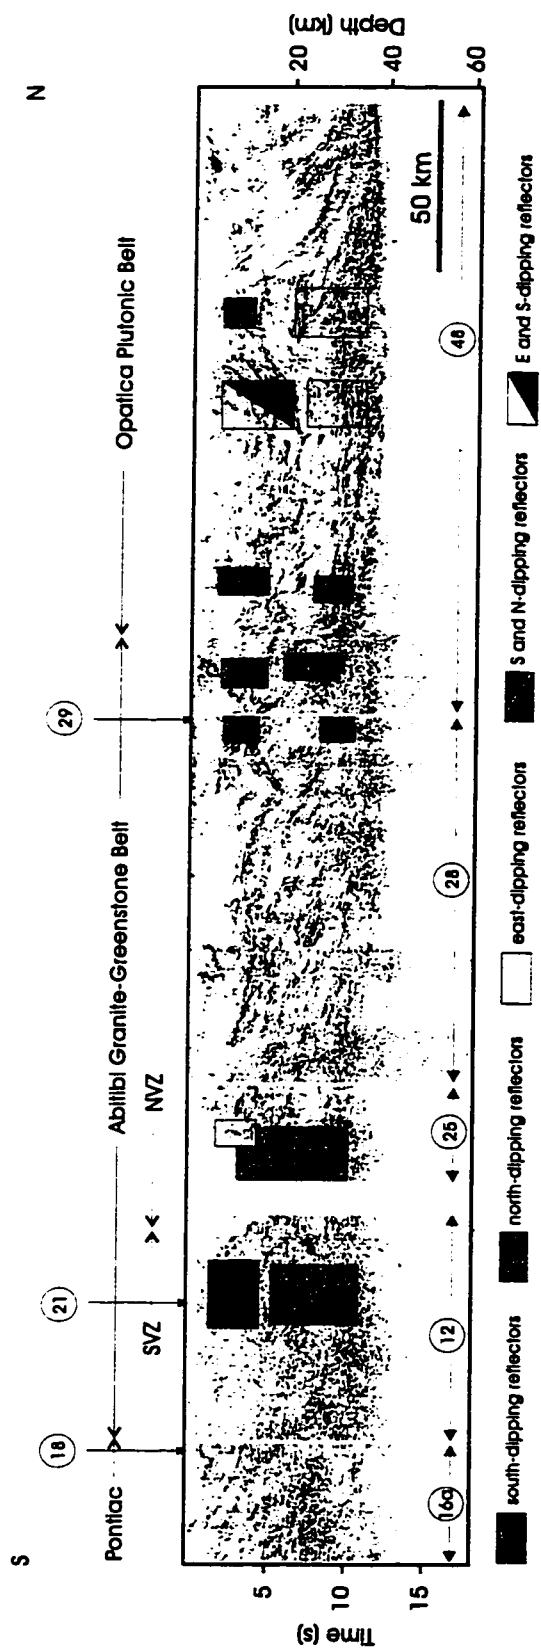 S N
18 21 29
Pontiac Abitibi Granite-Greenstone Belt Opatica Plutonic Belt
SVZ NVZ
Time (s)
5
10
15
Depth (km)
20
40
60
50 km
16a 12 25 28 48
south-dipping reflectors north-dipping reflectors east-dipping reflectors S and N-dipping reflectors E and S-dipping reflectors